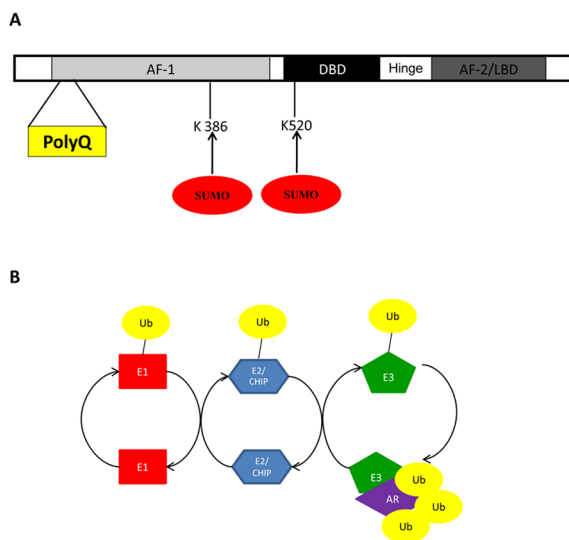 A
AF-1 DBD Hinge AF-2/LBD
K 386 K520
PolyQ
SUMO SUMO
B
Ub Ub Ub
E1 E2/ E3
CHIP
E1 E2/ E3
CHIP
Ub
AR
Ub
Ub